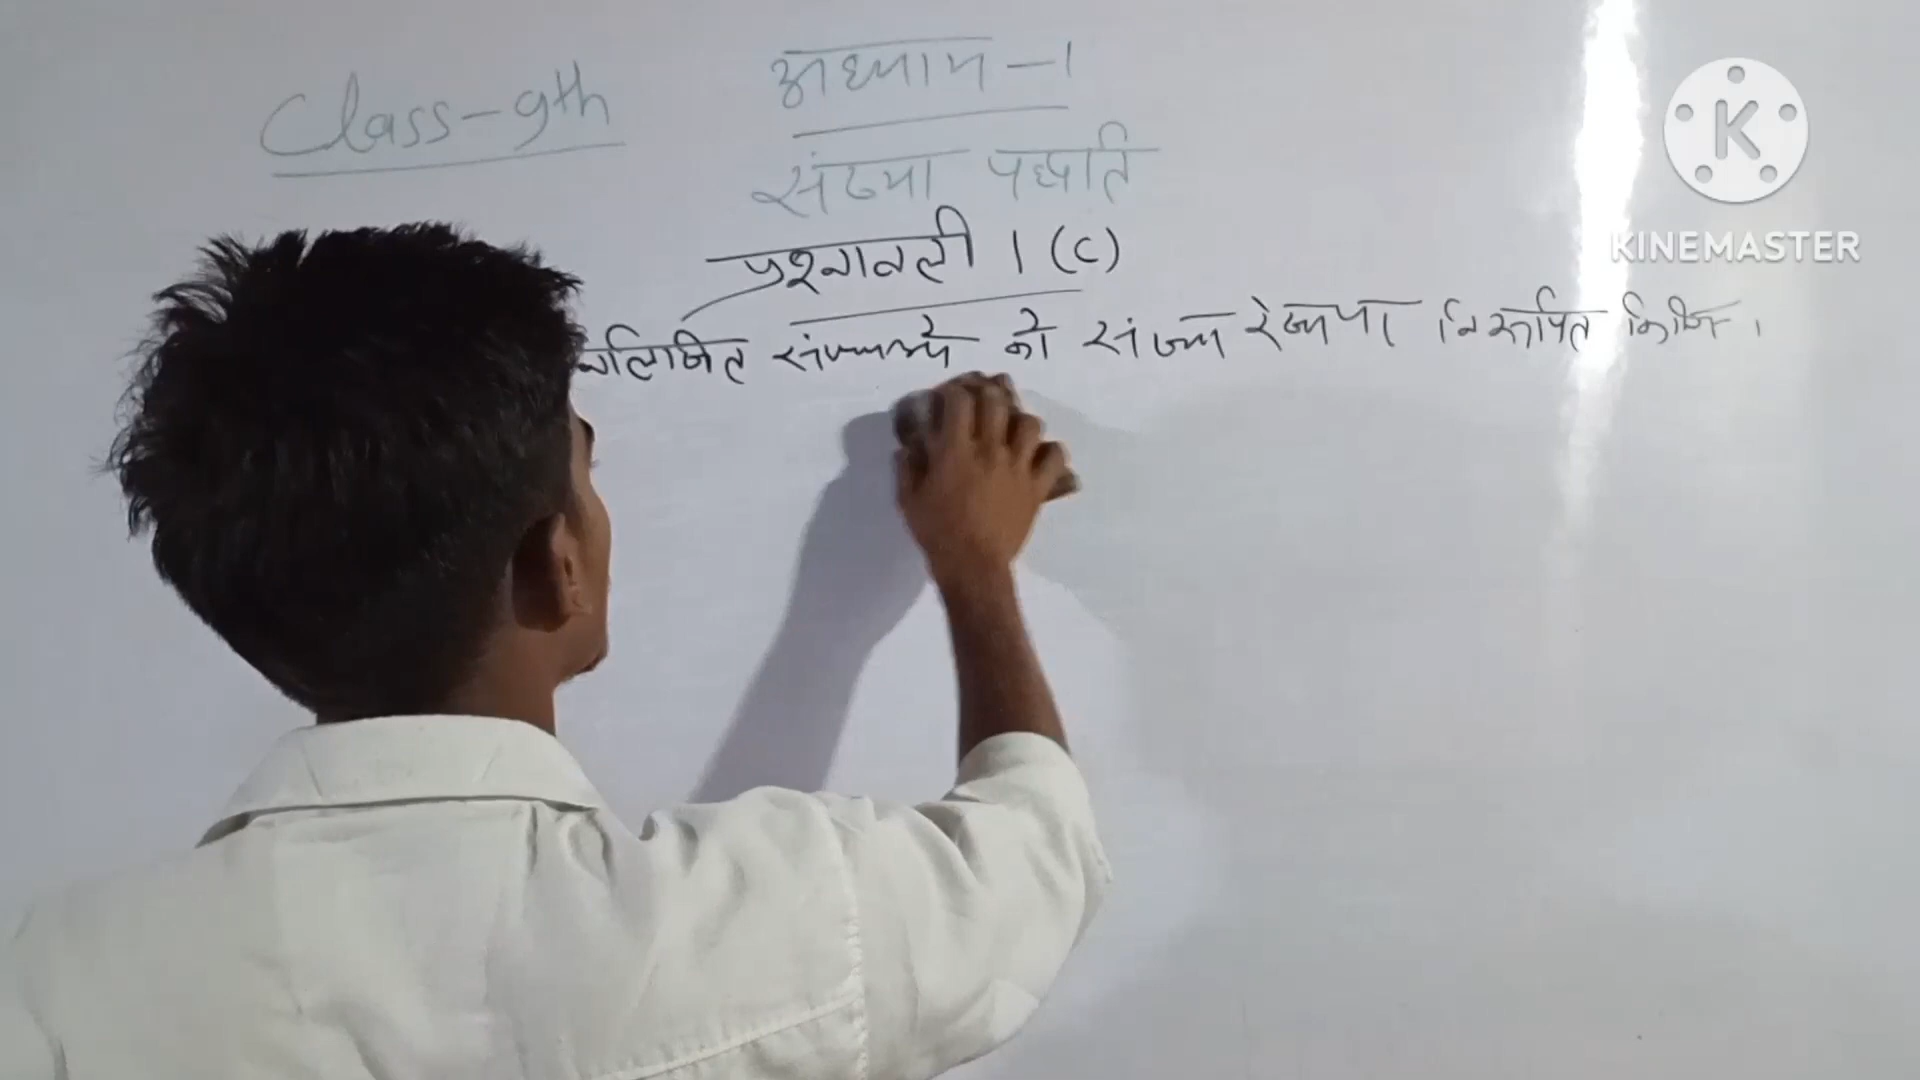 Class-9th
अध्याय-1
संख्या पद्धति
प्रश्नावली 1(C)
को संख्या रेखापर निरूपित किजिए।
K
KINEMASTER